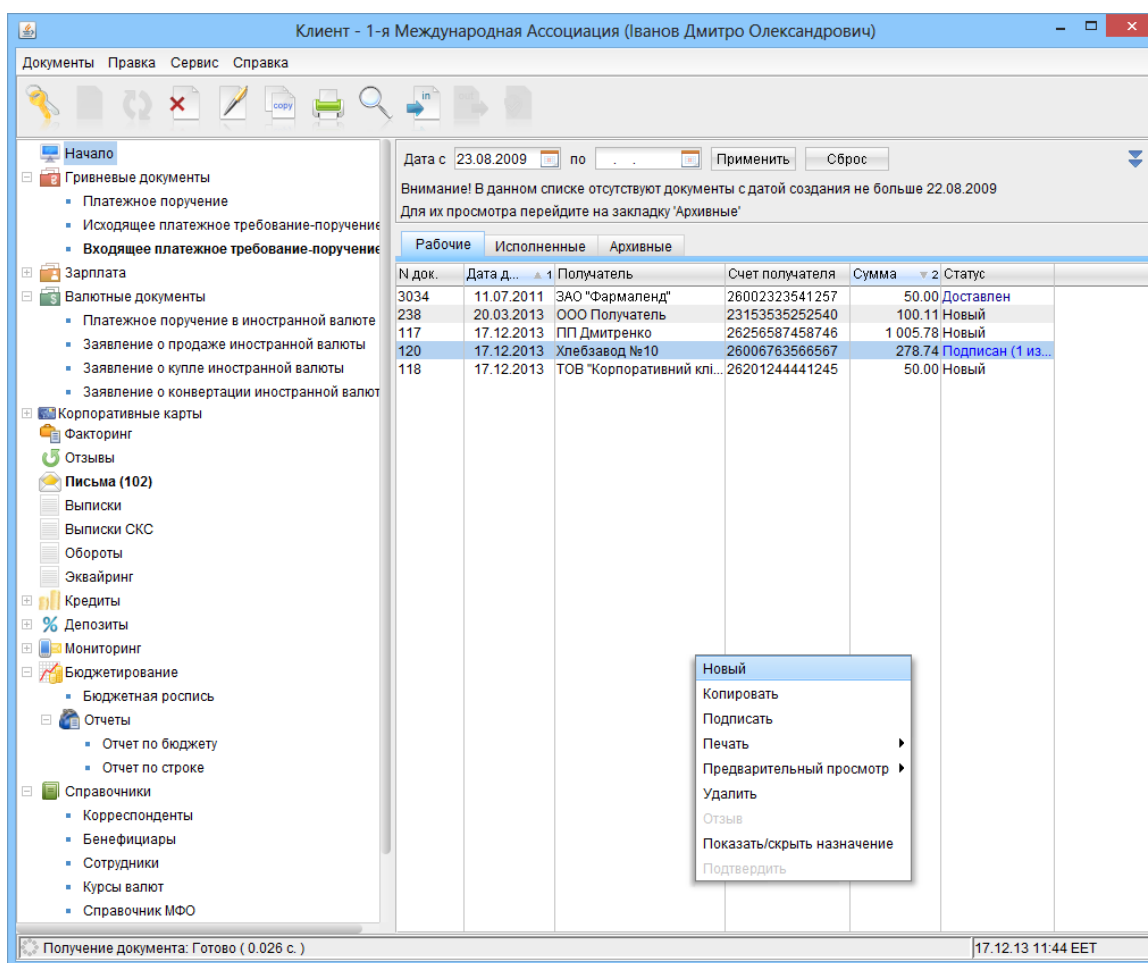 Клиент - 1-я Международная Ассоциация (Іванов Дмитро Олександрович)
Документы Правка Сервис Справка
copy in
Начало
Гривневые документы
Платежное поручение
Исходящее платежное требование-поручение
Входящее платежное требование-поручение
Зарплата
Валютные документы
Платежное поручение в иностранной валюте
Заявление о продаже иностранной валюты
Заявление о купле иностранной валюты
Заявление о конвертации иностранной валют
Корпоративные карты
Факторинг
Отзывы
Письма (102)
Выписки
Выписки СКС
Обороты
Эквайринг
Кредиты
Депозиты
Мониторинг
Бюджетирование
Бюджетная роспись
Отчеты
Отчет по бюджету
Отчет по строке
Справочники
Корреспонденты
Бенефициары
Сотрудники
Курсы валют
Справочник МФО
Дата с 23.08.2009 по . . Применить Сброс
Внимание! В данном списке отсутствуют документы с датой создания не больше 22.08.2009
Для их просмотра перейдите на закладку 'Архивные'
Рабочие Исполненные Архивные
N док. Дата д... 1 Получатель Счет получателя Сумма 2 Статус
3034 11.07.2011 ЗАО "Фармаленд" 26002323541257 50.00 Доставлен
238 20.03.2013 ООО Получатель 23153535252540 100.11 Новый
117 17.12.2013 ПП Дмитренко 26256587458746 1 005.78 Новый
120 17.12.2013 Хлебзавод №10 26006763566567 278.74 Подписан (1 из...
118 17.12.2013 ТОВ "Корпоративний клі... 26201244441245 50.00 Новый
Новый
Копировать
Подписать
Печать
Предварительный просмотр
Удалить
Отзыв
Показать/скрыть назначение
Подтвердить
Получение документа: Готово ( 0.026 с. ) 17.12.13 11:44 EET